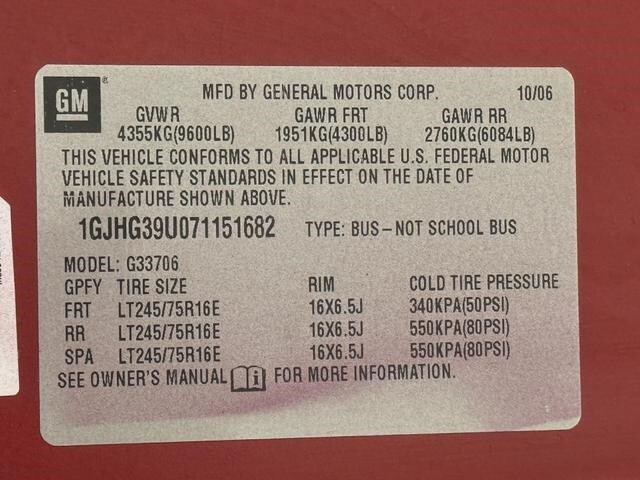 GM ®
MFD BY GENERAL MOTORS CORP. 10/06
GVWR GAWR FRT GAWR RR
4355KG(9600LB) 1951KG(4300LB) 2760KG(6084LB)
THIS VEHICLE CONFORMS TO ALL APPLICABLE U.S. FEDERAL MOTOR
VEHICLE SAFETY STANDARDS IN EFFECT ON THE DATE OF
MANUFACTURE SHOWN ABOVE.
1GJHG39U071151682 TYPE: BUS-NOT SCHOOL BUS
MODEL: G33706
GPFY TIRE SIZE RIM COLD TIRE PRESSURE
FRT LT245/75R16E 16X6.5J 340KPA(50PSI)
RR LT245/75R16E 16X6.5J 550KPA(80PSI)
SPA LT245/75R16E 16X6.5J 550KPA(80PSI)
SEE OWNER'S MANUAL i FOR MORE INFORMATION.